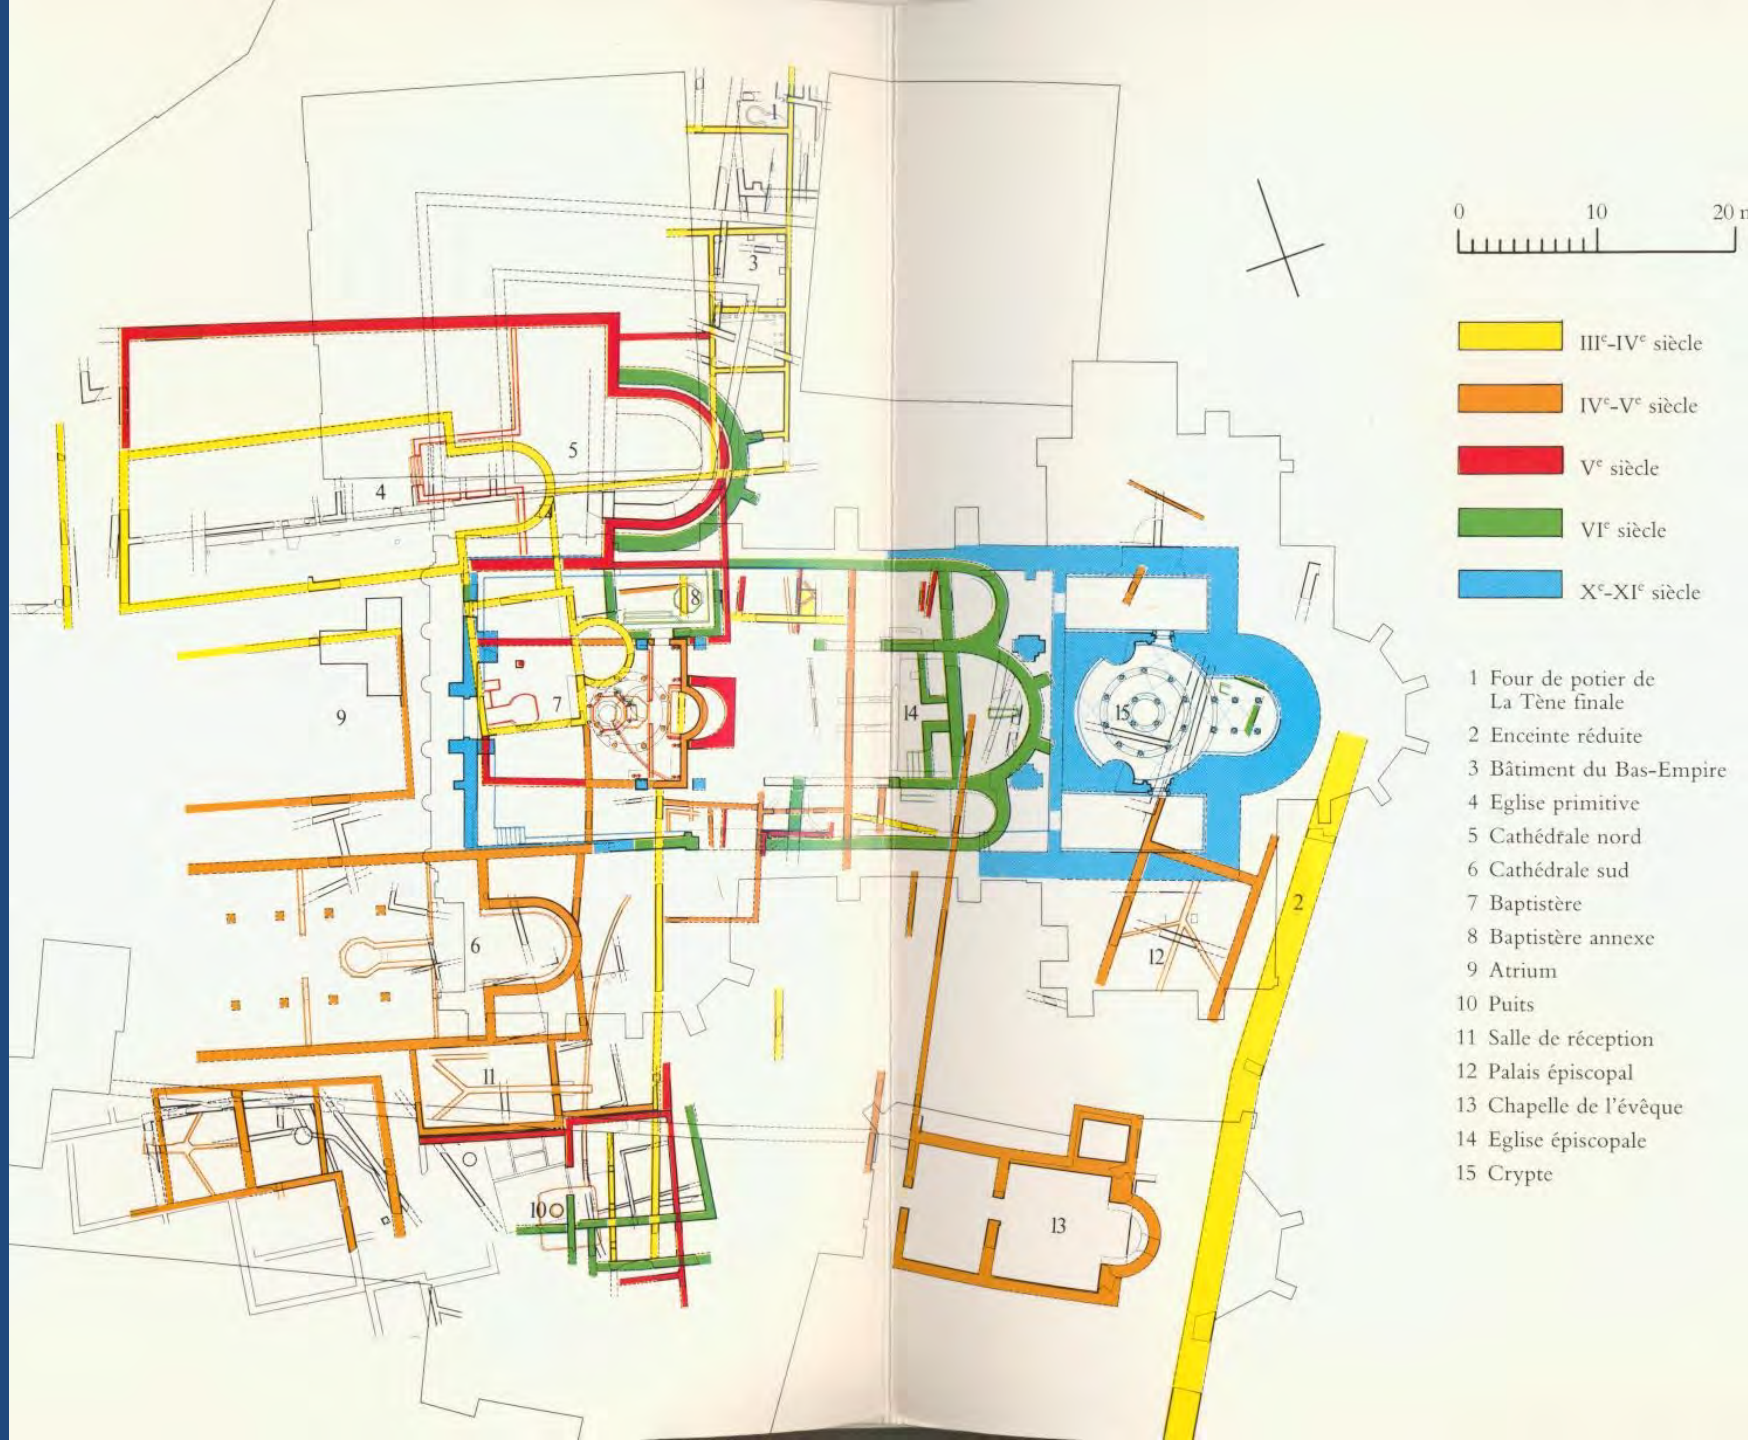 0 10 20 m
IIIe-IVe siècle
IVe-Ve siècle
Ve siècle
VIe siècle
Xe-XIe siècle
1 Four de potier de
La Tène finale
2 Enceinte réduite
3 Bâtiment du Bas-Empire
4 Eglise primitive
5 Cathédrale nord
6 Cathédrale sud
7 Baptistère
8 Baptistère annexe
9 Atrium
10 Puits
11 Salle de réception
12 Palais épiscopal
13 Chapelle de l'évêque
14 Eglise épiscopale
15 Crypte
1
3
5
4
8
7
9
14
15
2
6
12
11
10
13